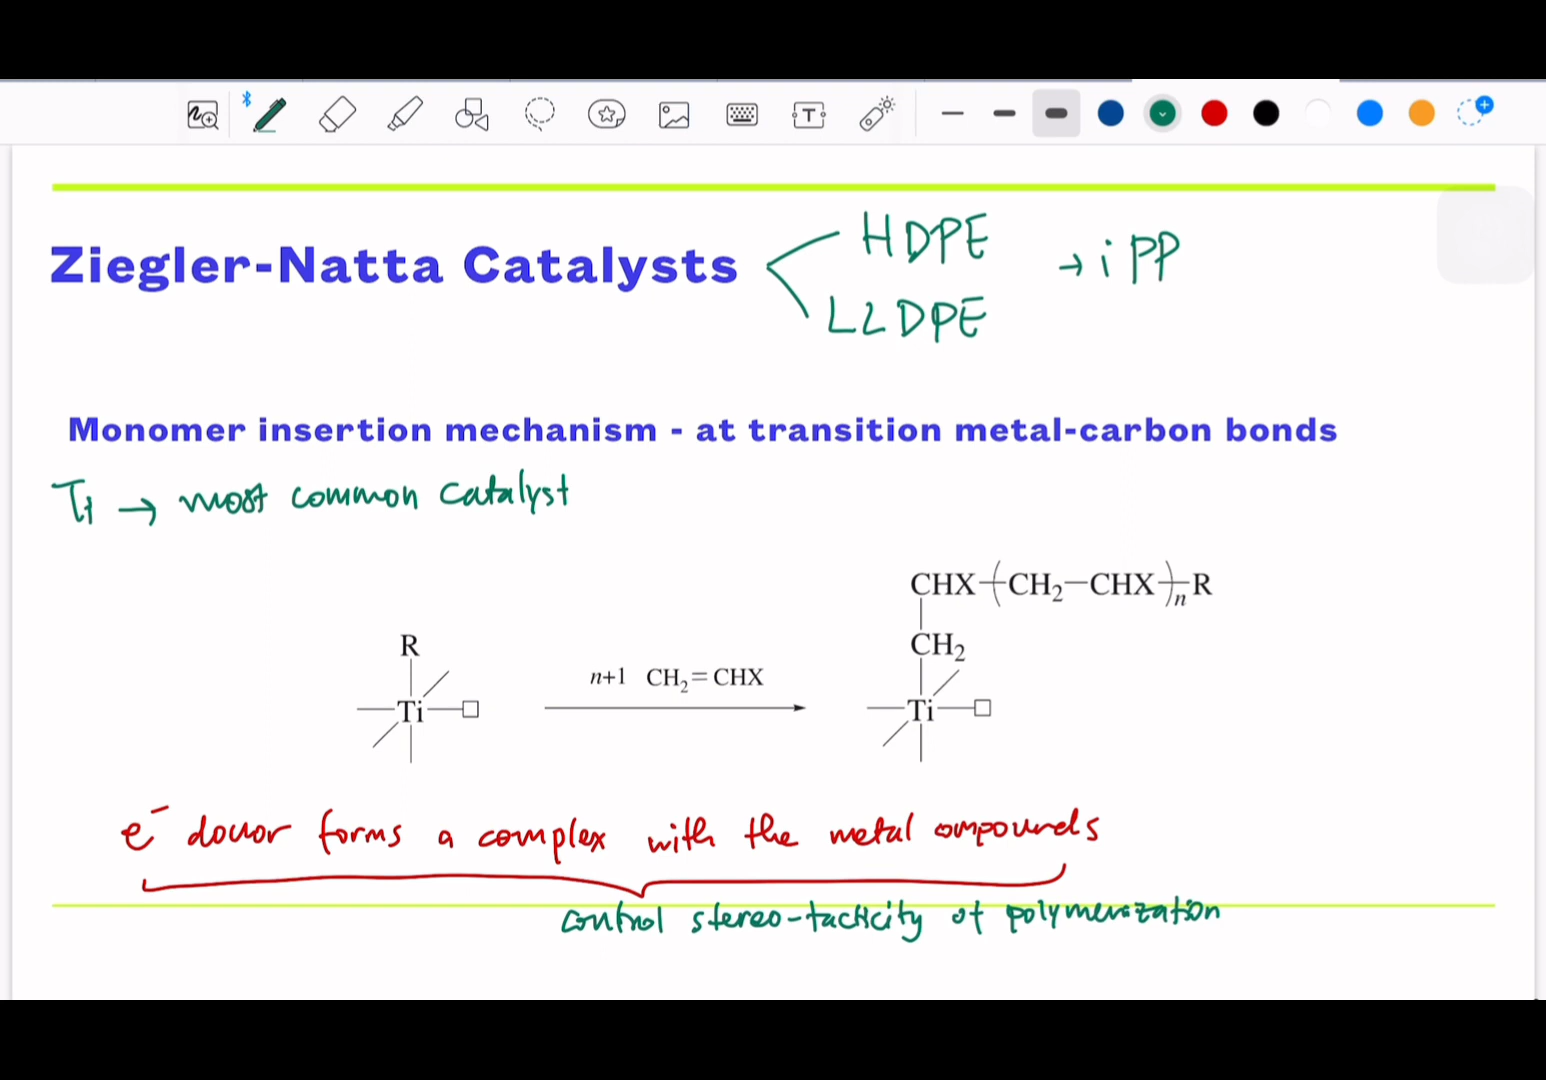 Ziegler-Natta Catalysts
HDPE
LLDPE
→ iPP
Monomer insertion mechanism - at transition metal-carbon bonds
Ti → most common catalyst
CHX(CH₂—CHX)ₙR
R
CH₂
n+1 CH₂=CHX
Ti
Ti
e⁻ donor forms a complex with the metal ompounds
control stereo-tacticity of polymerization